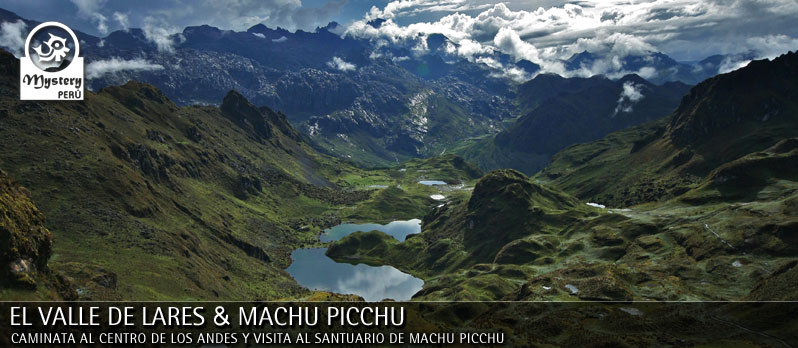 Mystery
PERÚ
EL VALLE DE LARES & MACHU PICCHU
CAMINATA AL CENTRO DE LOS ANDES Y VISITA AL SANTUARIO DE MACHU PICCHU